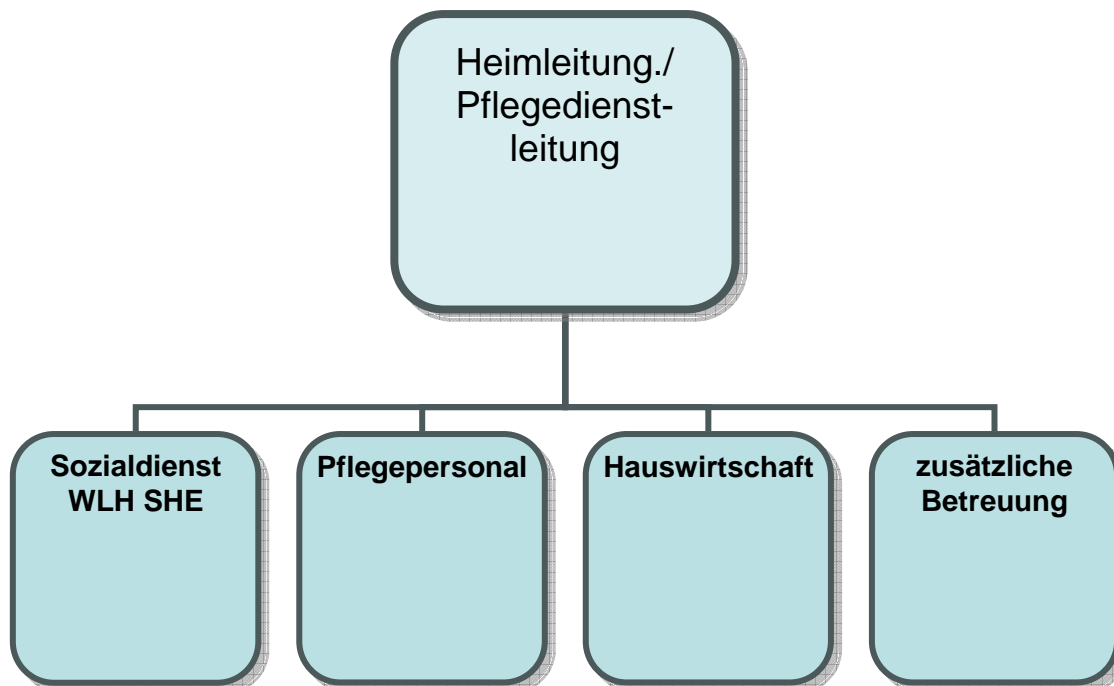 Heimleitung./
Pflegedienst-
leitung
Sozialdienst
WLH SHE
Pflegepersonal
Hauswirtschaft
zusätzliche
Betreuung